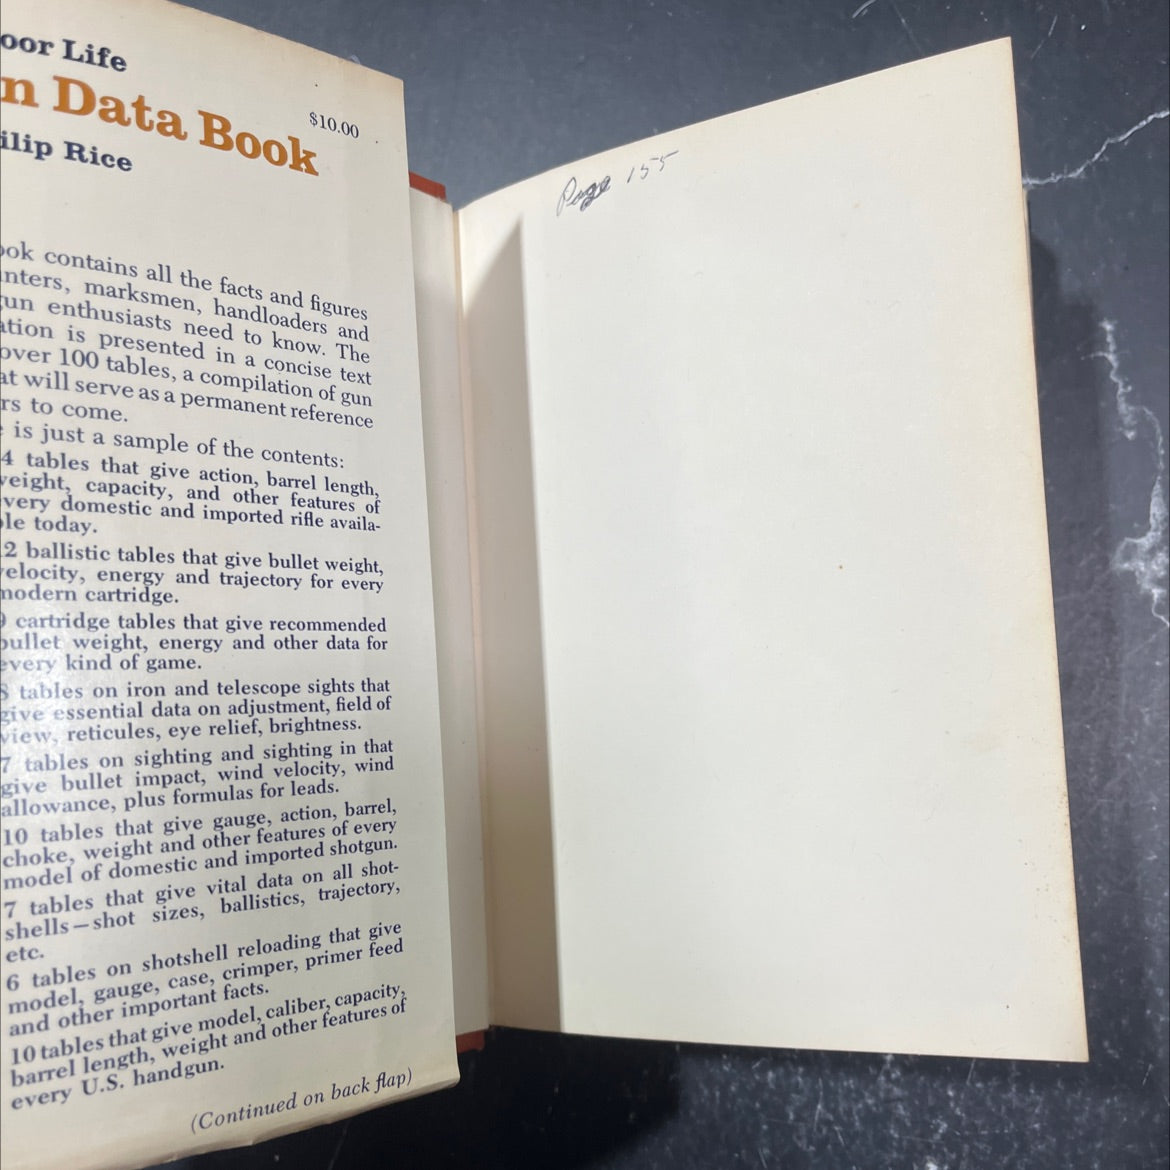 oor Life
n Data Book
$10.00
ilip Rice
ook contains all the facts and figures
nters, marksmen, handloaders and
un enthusiasts need to know. The
ation is presented in a concise text
over 100 tables, a compilation of gun
at will serve as a permanent reference
rs to come.
e is just a sample of the contents:
4 tables that give action, barrel length,
weight, capacity, and other features of
very domestic and imported rifle availa-
ble today.
2 ballistic tables that give bullet weight,
velocity, energy and trajectory for every
modern cartridge.
9 cartridge tables that give recommended
bullet weight, energy and other data for
every kind of game.
8 tables on iron and telescope sights that
give essential data on adjustment, field of
view, reticules, eye relief, brightness.
7 tables on sighting and sighting in that
give bullet impact, wind velocity, wind
allowance, plus formulas for leads.
10 tables that give gauge, action, barrel,
choke, weight and other features of every
model of domestic and imported shotgun.
7 tables that give vital data on all shot-
shells—shot sizes, ballistics, trajectory,
etc.
6 tables on shotshell reloading that give
model, gauge, case, crimper, primer feed
and other important facts.
10 tables that give model, caliber, capacity,
barrel length, weight and other features of
every U.S. handgun.
(Continued on back flap)
Page 155